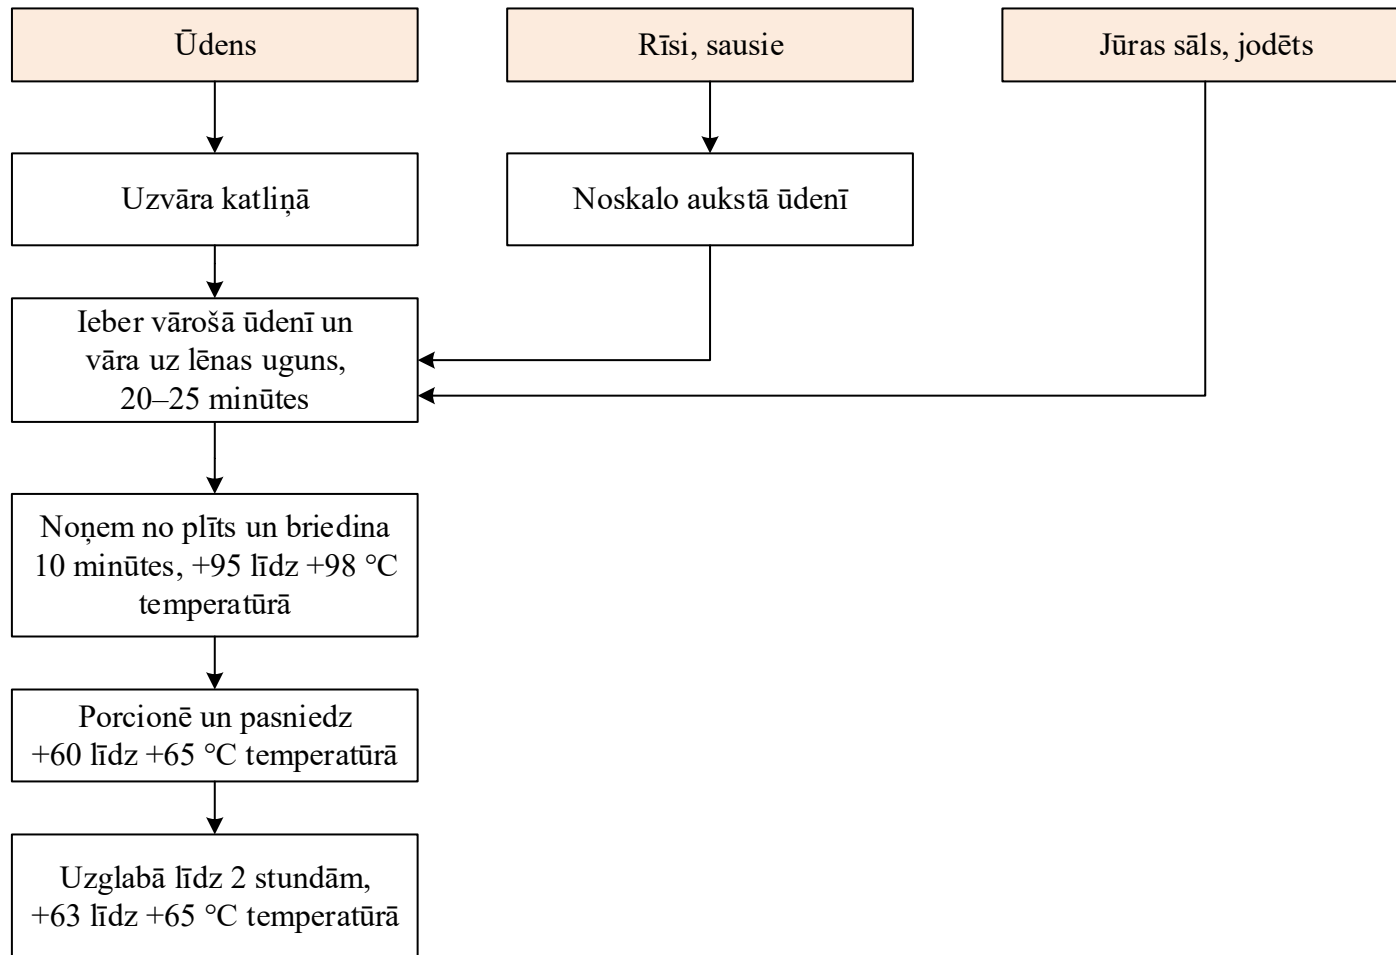 Ūdens
Rīsi, sausie
Jūras sāls, jodēts
Uzvāra katliņā
Noskalo aukstā ūdenī
Ieber vārošā ūdenī un
vāra uz lēnas uguns,
20–25 minūtes
Noņem no plīts un briedina
10 minūtes, +95 līdz +98 °C
temperatūrā
Porcionē un pasniedz
+60 līdz +65 °C temperatūrā
Uzglabā līdz 2 stundām,
+63 līdz +65 °C temperatūrā